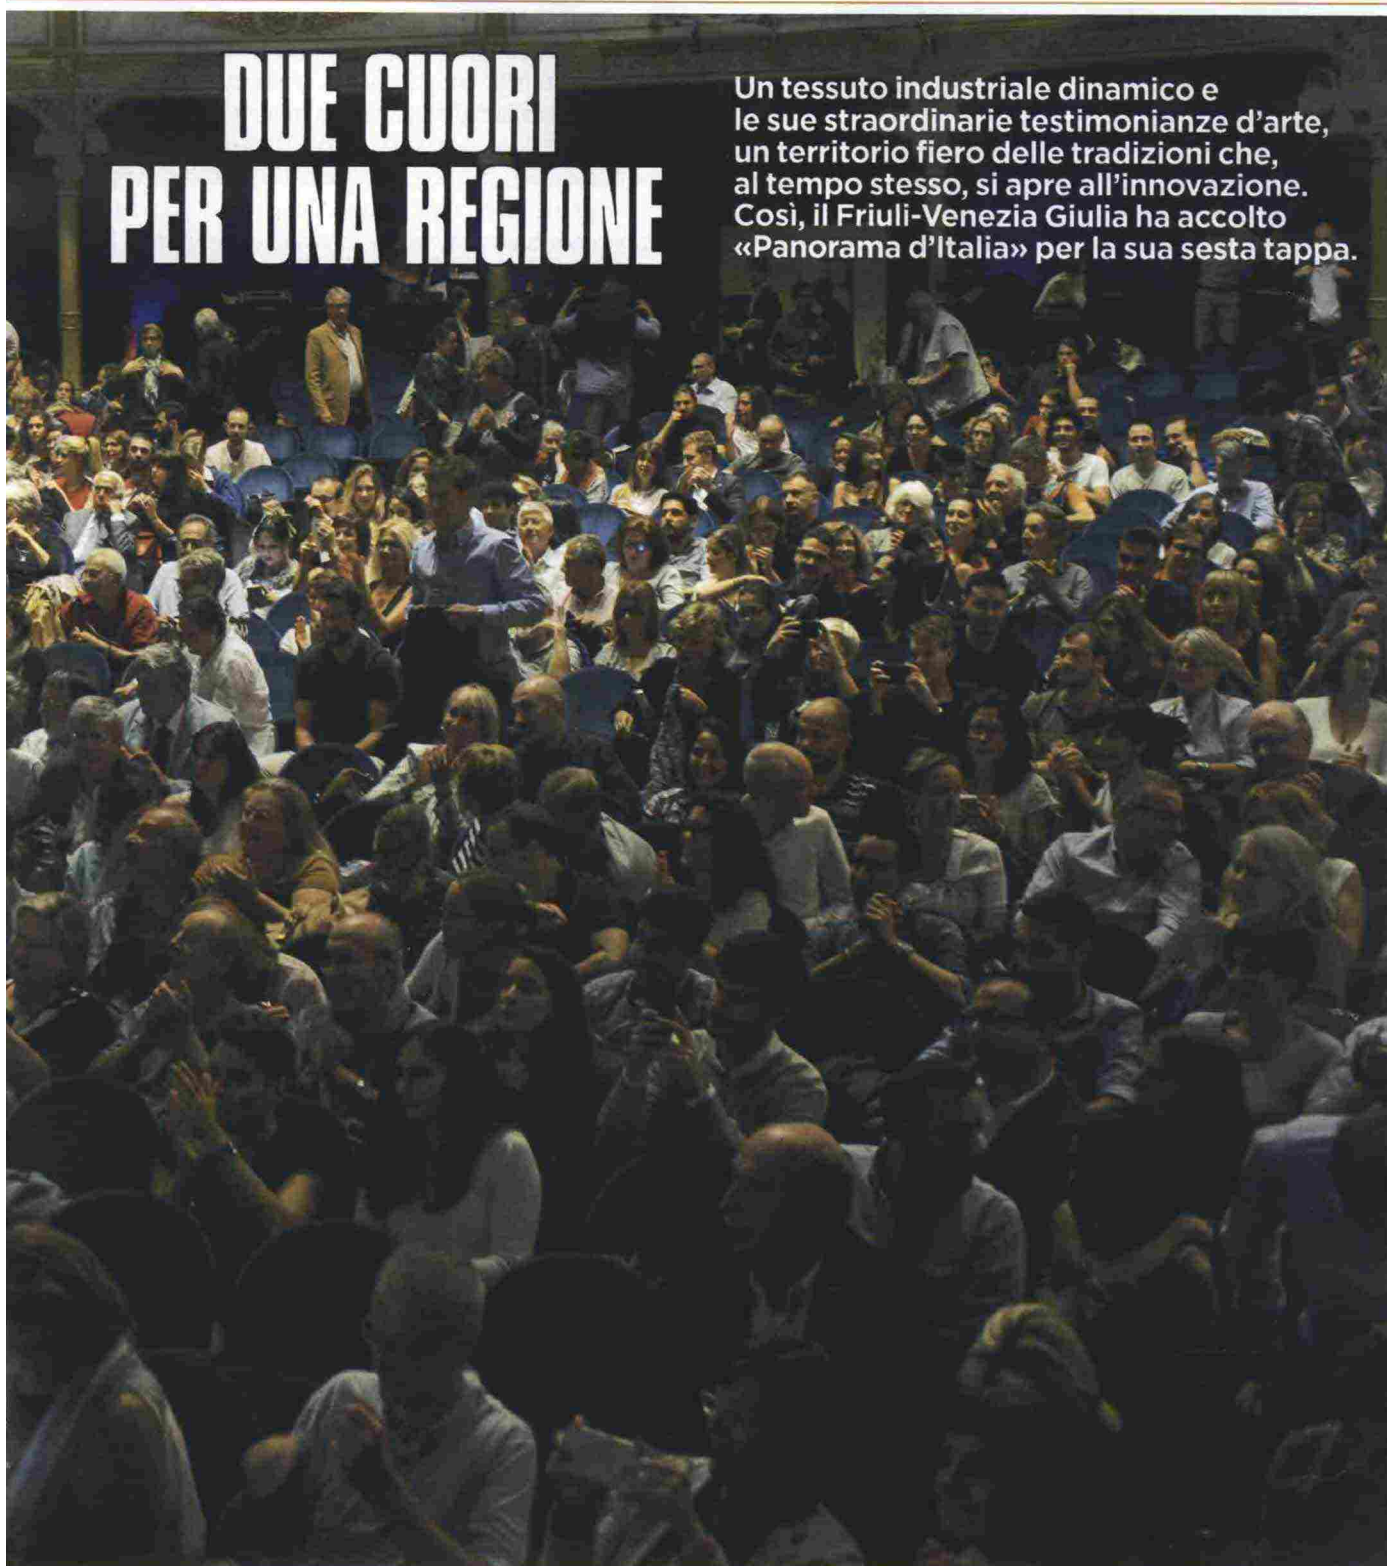 DUE CUORI
PER UNA REGIONE
Un tessuto industriale dinamico e
le sue straordinarie testimonianze d'arte,
un territorio fiero delle tradizioni che,
al tempo stesso, si apre all'innovazione.
Così, il Friuli-Venezia Giulia ha accolto
«Panorama d'Italia» per la sua sesta tappa.